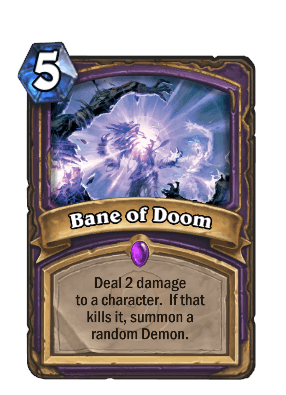 5
Bane of Doom
Deal 2 damage
to a character. If that
kills it, summon a
random Demon.